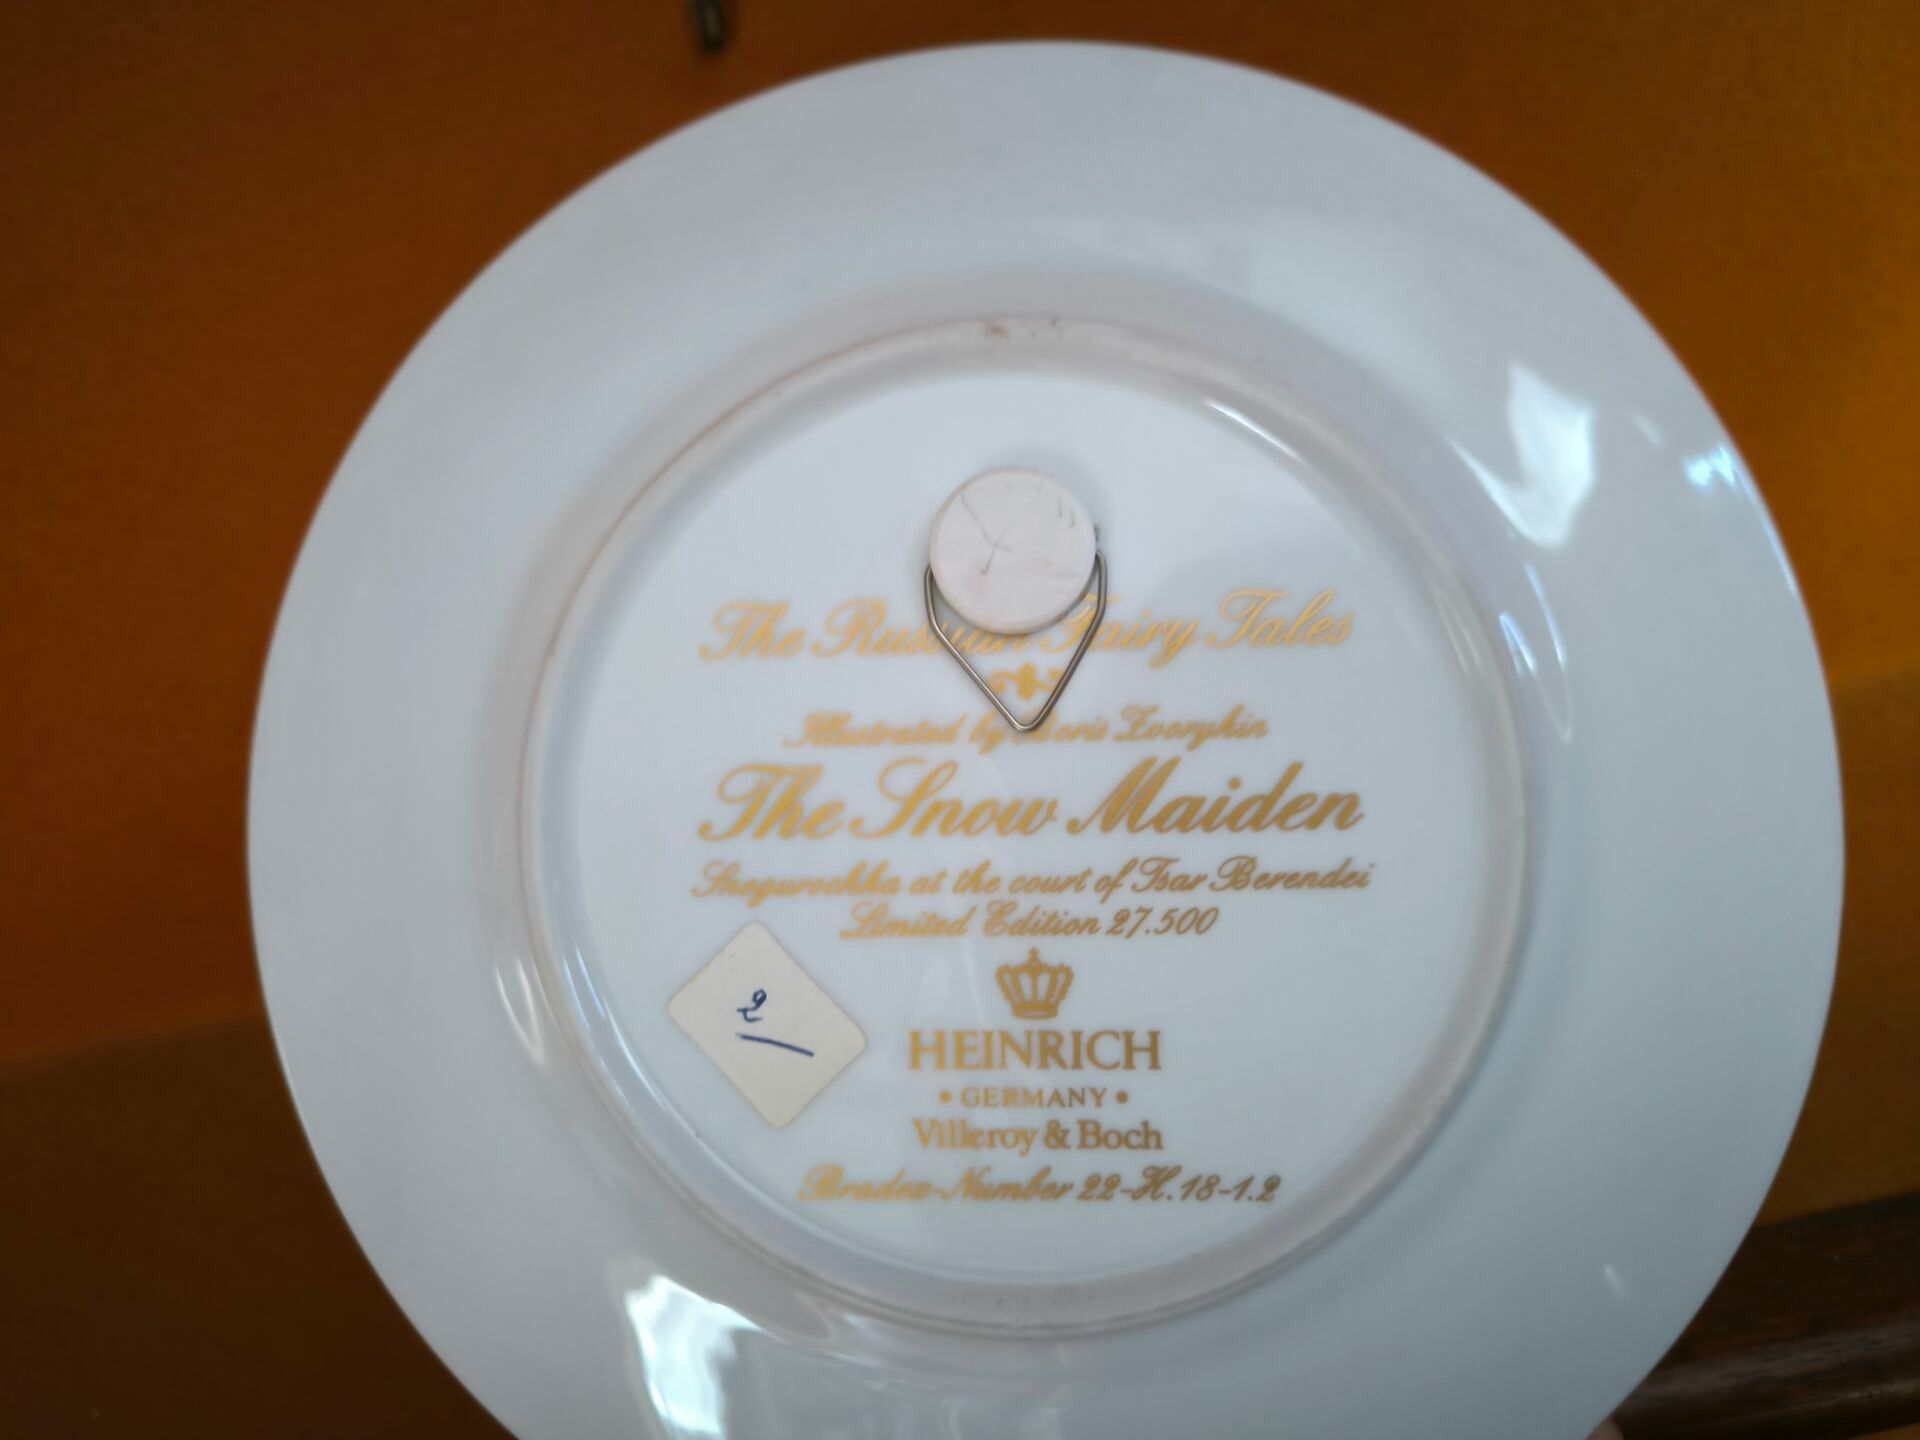 The Russian Fairy Tales
Illustrated by Boris Zvorykin
The Snow Maiden
Snegurochka at the court of Tsar Berendei
Limited Edition 27.500
2
HEINRICH
• GERMANY •
Villeroy & Boch
Bradex-Number 22-H.18-1.2